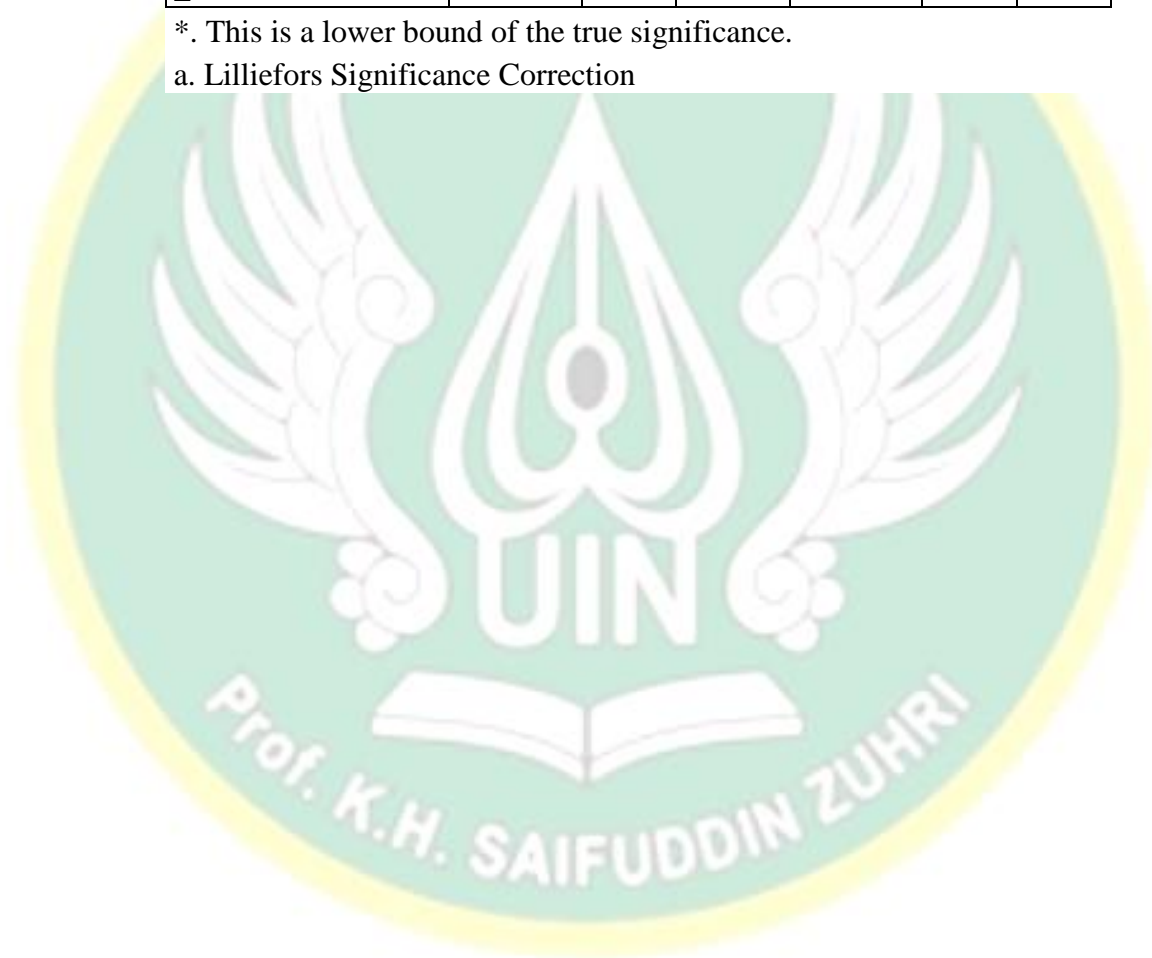 *. This is a lower bound of the true significance.
a. Lilliefors Significance Correction
UIN
Prof. K.H. SAIFUDDIN ZUHRI